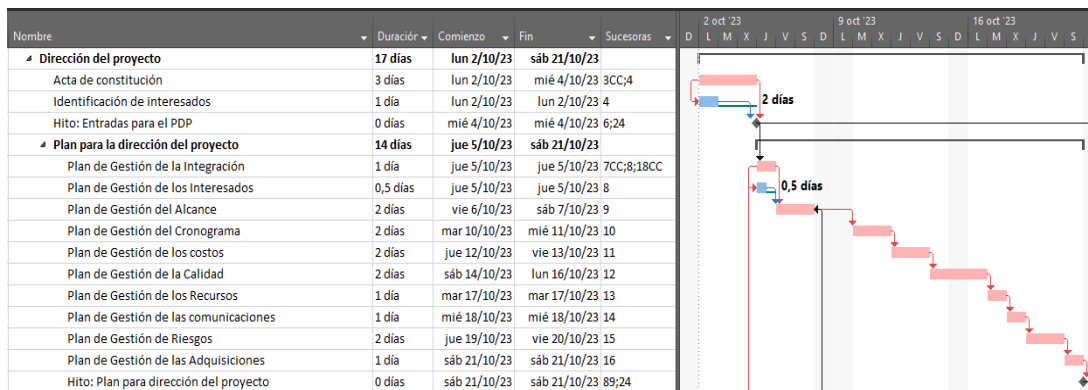 2 oct '23 9 oct '23 16 oct '23
Nombre Duración Comienzo Fin Sucesoras D L M X J V S D L M X J V S D L M X J V S
Dirección del proyecto 17 días lun 2/10/23 sáb 21/10/23
Acta de constitución 3 días lun 2/10/23 mié 4/10/23 3CC;4
Identificación de interesados 1 día lun 2/10/23 lun 2/10/23 4 2 días
Hito: Entradas para el PDP 0 días mié 4/10/23 mié 4/10/23 6;24
Plan para la dirección del proyecto 14 días jue 5/10/23 sáb 21/10/23
Plan de Gestión de la Integración 1 día jue 5/10/23 jue 5/10/23 7CC;8;18CC
Plan de Gestión de los Interesados 0,5 días jue 5/10/23 jue 5/10/23 8 0,5 días
Plan de Gestión del Alcance 2 días vie 6/10/23 sáb 7/10/23 9
Plan de Gestión del Cronograma 2 días mar 10/10/23 mié 11/10/23 10
Plan de Gestión de los costos 2 días jue 12/10/23 vie 13/10/23 11
Plan de Gestión de la Calidad 2 días sáb 14/10/23 lun 16/10/23 12
Plan de Gestión de los Recursos 1 día mar 17/10/23 mar 17/10/23 13
Plan de Gestión de las comunicaciones 1 día mié 18/10/23 mié 18/10/23 14
Plan de Gestión de Riesgos 2 días jue 19/10/23 vie 20/10/23 15
Plan de Gestión de las Adquisiciones 1 día sáb 21/10/23 sáb 21/10/23 16
Hito: Plan para dirección del proyecto 0 días sáb 21/10/23 sáb 21/10/23 89;24